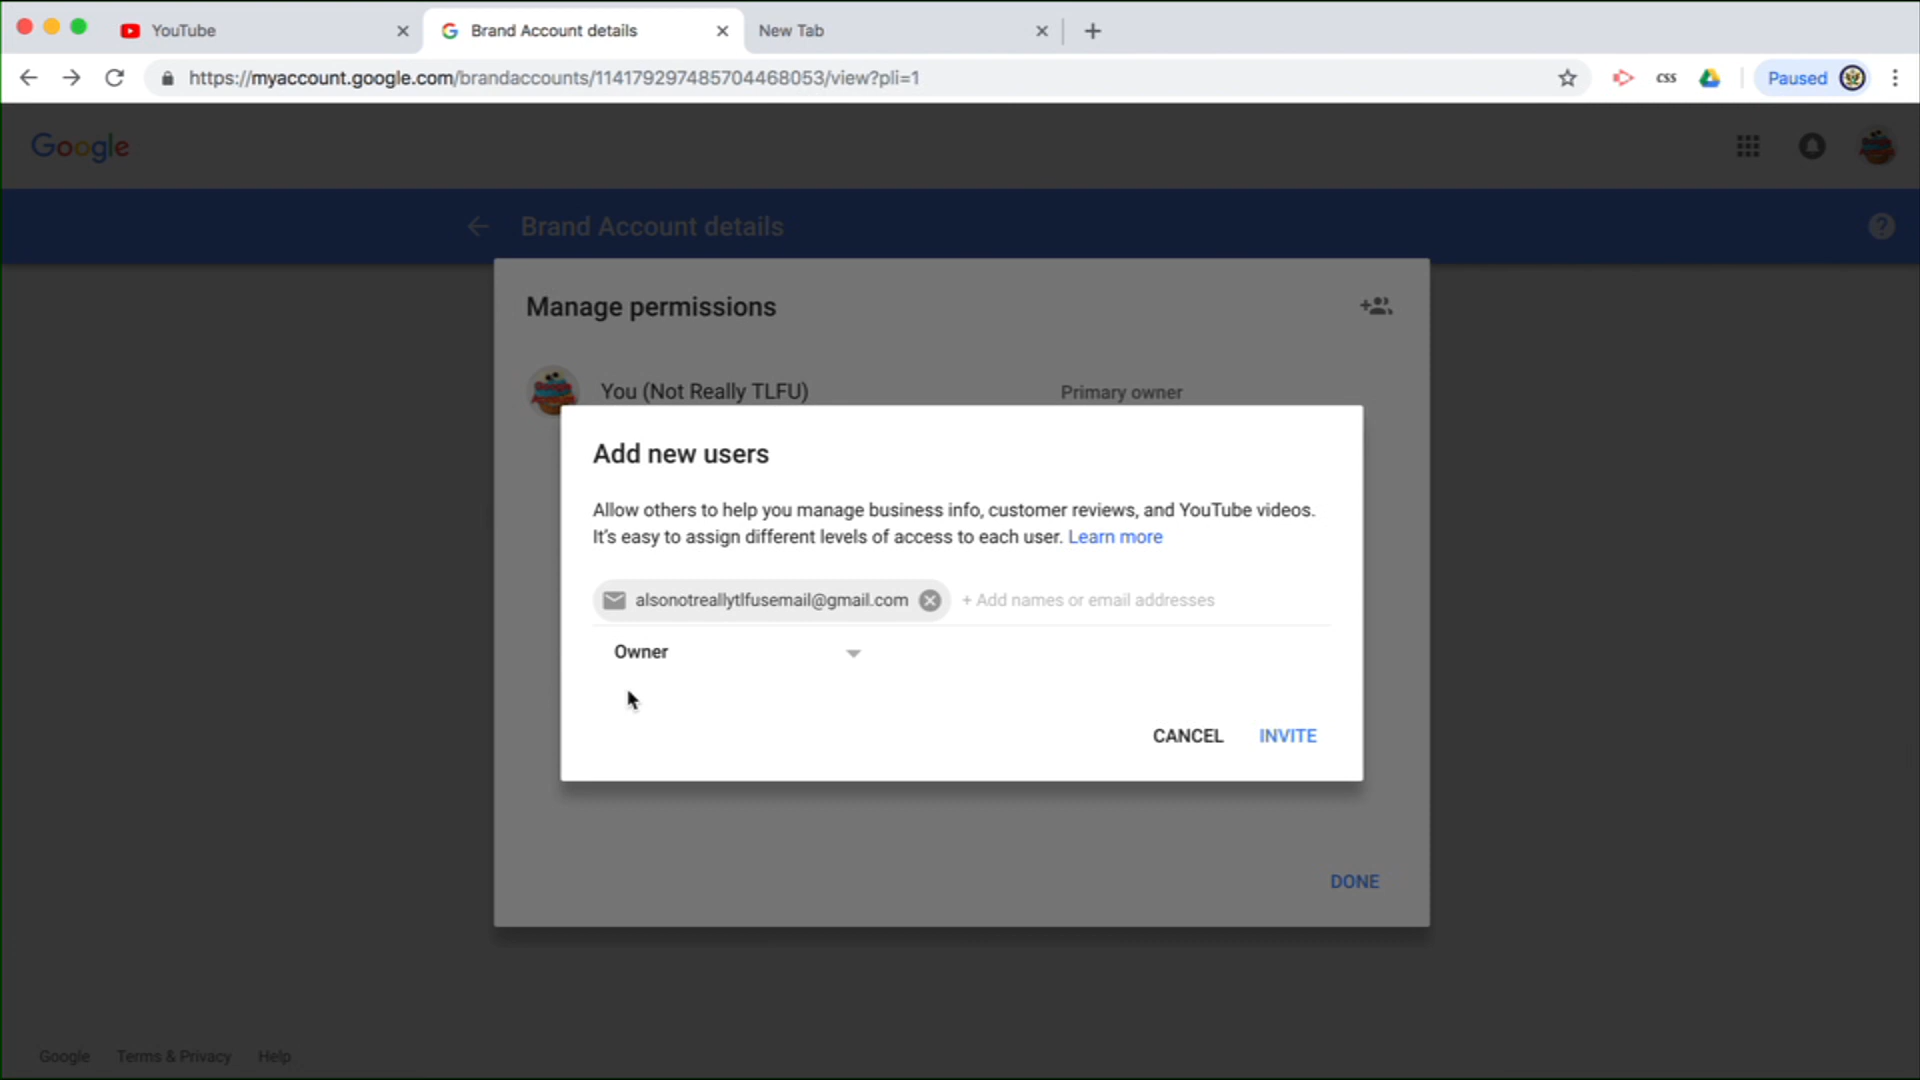 YouTube
Brand Account details
New Tab
https://myaccount.google.com/brandaccounts/114179297485704468053/view?pli=1
css
Paused
Google
Brand Account details
Manage permissions
You (Not Really TLFU)
Primary owner
Add new users
Allow others to help you manage business info, customer reviews, and YouTube videos.
It's easy to assign different levels of access to each user. Learn more
alsonotreallytlfusemail@gmail.com
+ Add names or email addresses
Owner
CANCEL
INVITE
DONE
Google
Terms & Privacy
Help